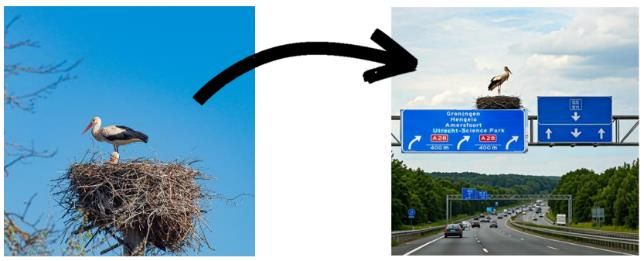 Groningen
Hengelo
Amersfoort
Utrecht-Science Park
A28 A28
400 m 400 m